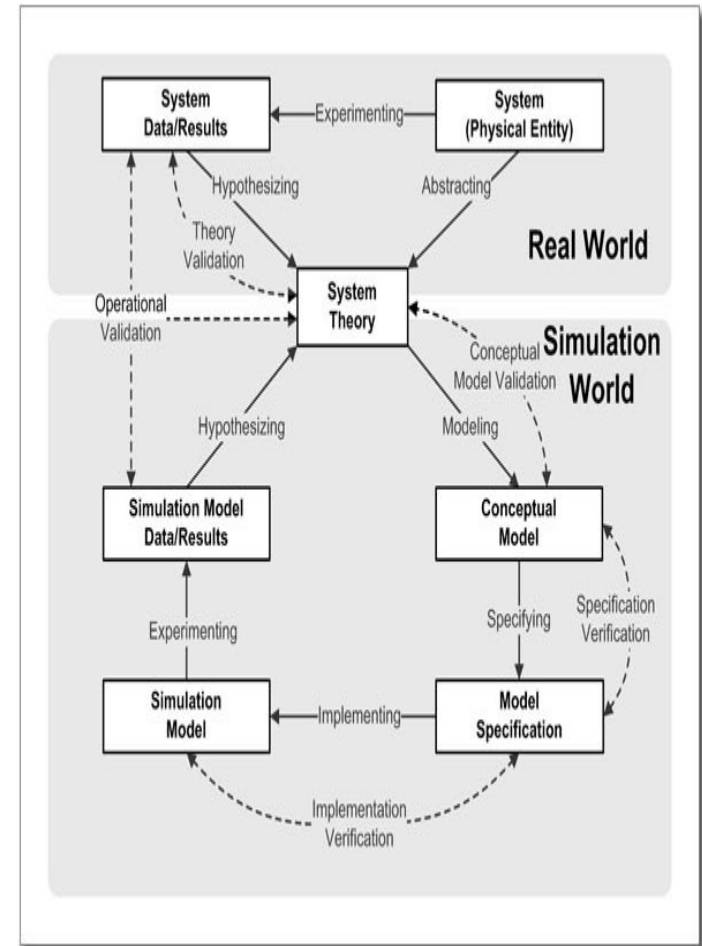 System
Data/Results
Experimenting
System
(Physical Entity)
Hypothesizing
Abstracting
Theory
Validation
Real World
System
Theory
Operational
Validation
Conceptual
Model Validation
Simulation
World
Hypothesizing
Modeling
Simulation Model
Data/Results
Conceptual
Model
Experimenting
Specifying
Specification
Verification
Simulation
Model
Implementing
Model
Specification
Implementation
Verification